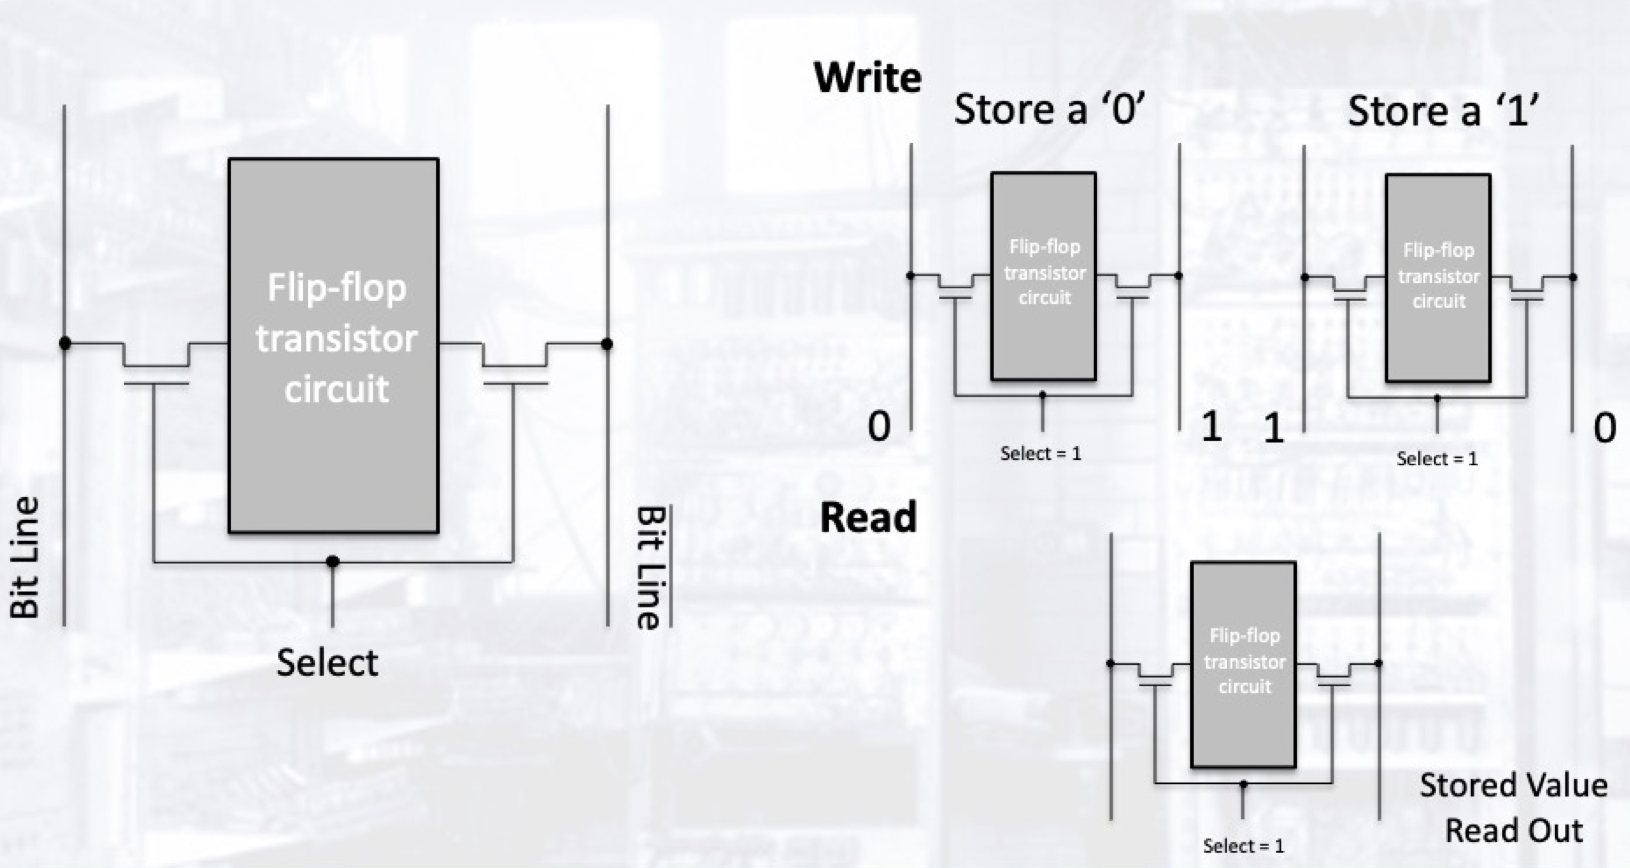 Bit Line
Flip-flop
transistor
circuit
Select
Bit Line
Write
Store a ‘0’
Flip-flop
transistor
circuit
0
1
Select = 1
Store a ‘1’
Flip-flop
transistor
circuit
1
0
Select = 1
Read
Flip-flop
transistor
circuit
Select = 1
Stored Value
Read Out